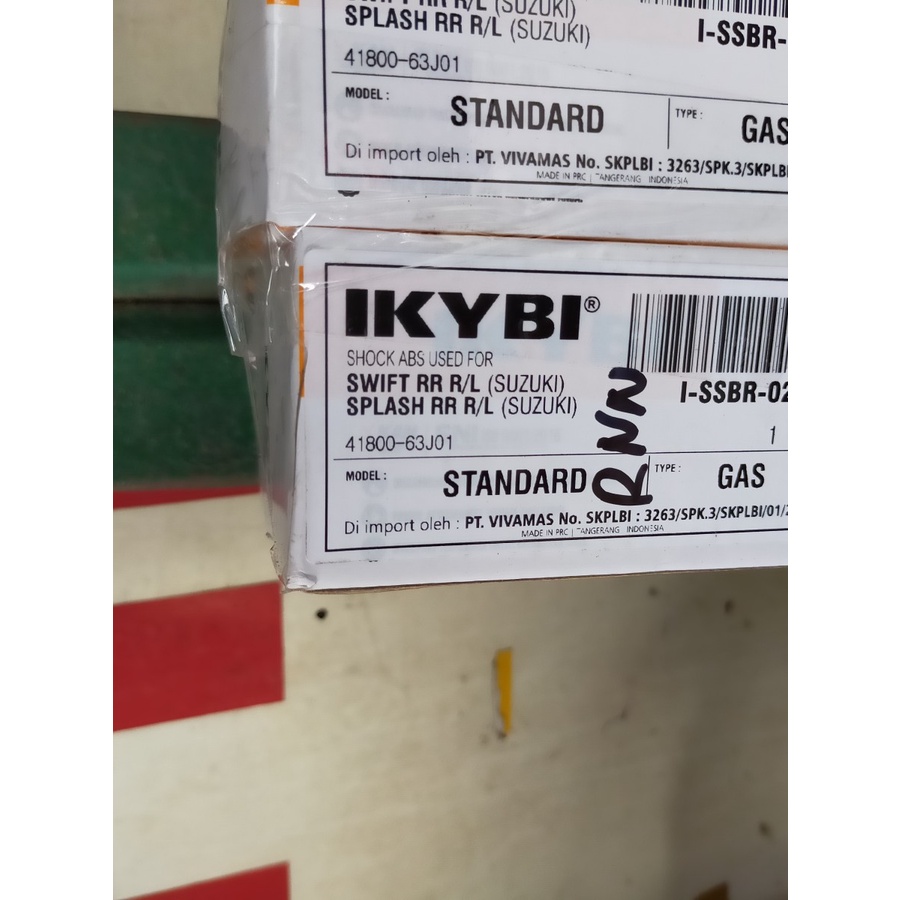 SWIFT RR R/L (SUZUKI)
SPLASH RR R/L (SUZUKI)
I-SSBR-
41800-63J01
MODEL :
STANDARD
TYPE :
GAS
Di import oleh : PT. VIVAMAS No. SKPLBI : 3263/SPK.3/SKPLBI
MADE IN PRC | TANGERANG - INDONESIA
IKYBI®
SHOCK ABS USED FOR
SWIFT RR R/L (SUZUKI)
SPLASH RR R/L (SUZUKI)
I-SSBR-02
41800-63J01
1
RNN
MODEL :
STANDARD
TYPE :
GAS
Di import oleh : PT. VIVAMAS No. SKPLBI : 3263/SPK.3/SKPLBI/01/2
MADE IN PRC | TANGERANG - INDONESIA